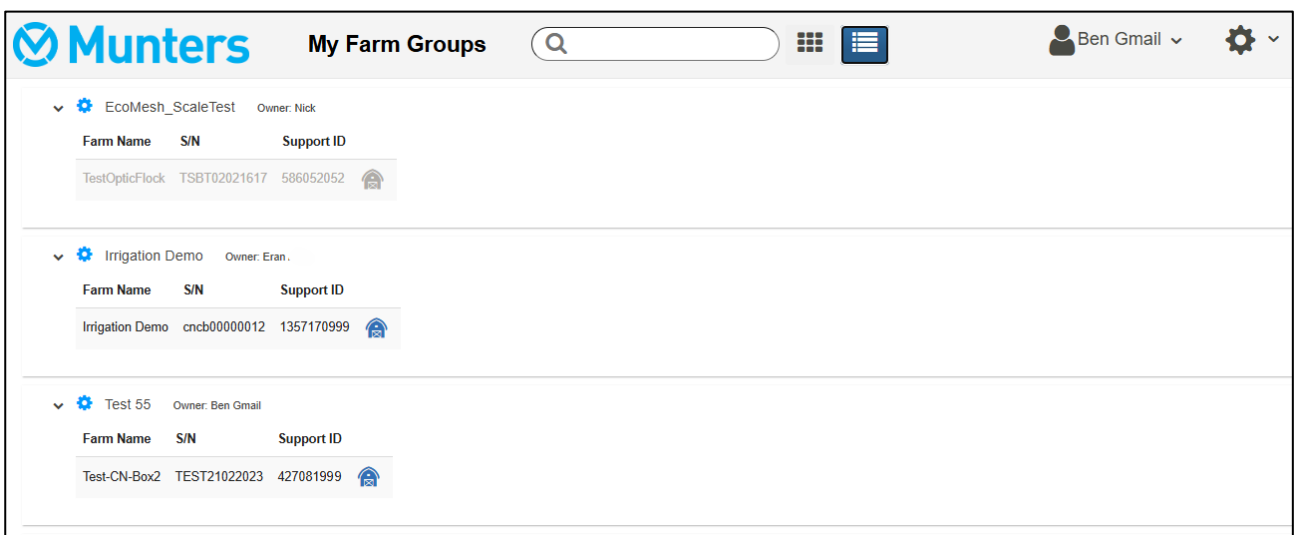 Munters My Farm Groups Ben Gmail
EcoMesh_ScaleTest Owner: Nick
Farm Name S/N Support ID
TestOpticFlock TSBT02021617 586052052
Irrigation Demo Owner: Eran .
Farm Name S/N Support ID
Irrigation Demo cncb00000012 1357170999
Test 55 Owner: Ben Gmail
Farm Name S/N Support ID
Test-CN-Box2 TEST21022023 427081999